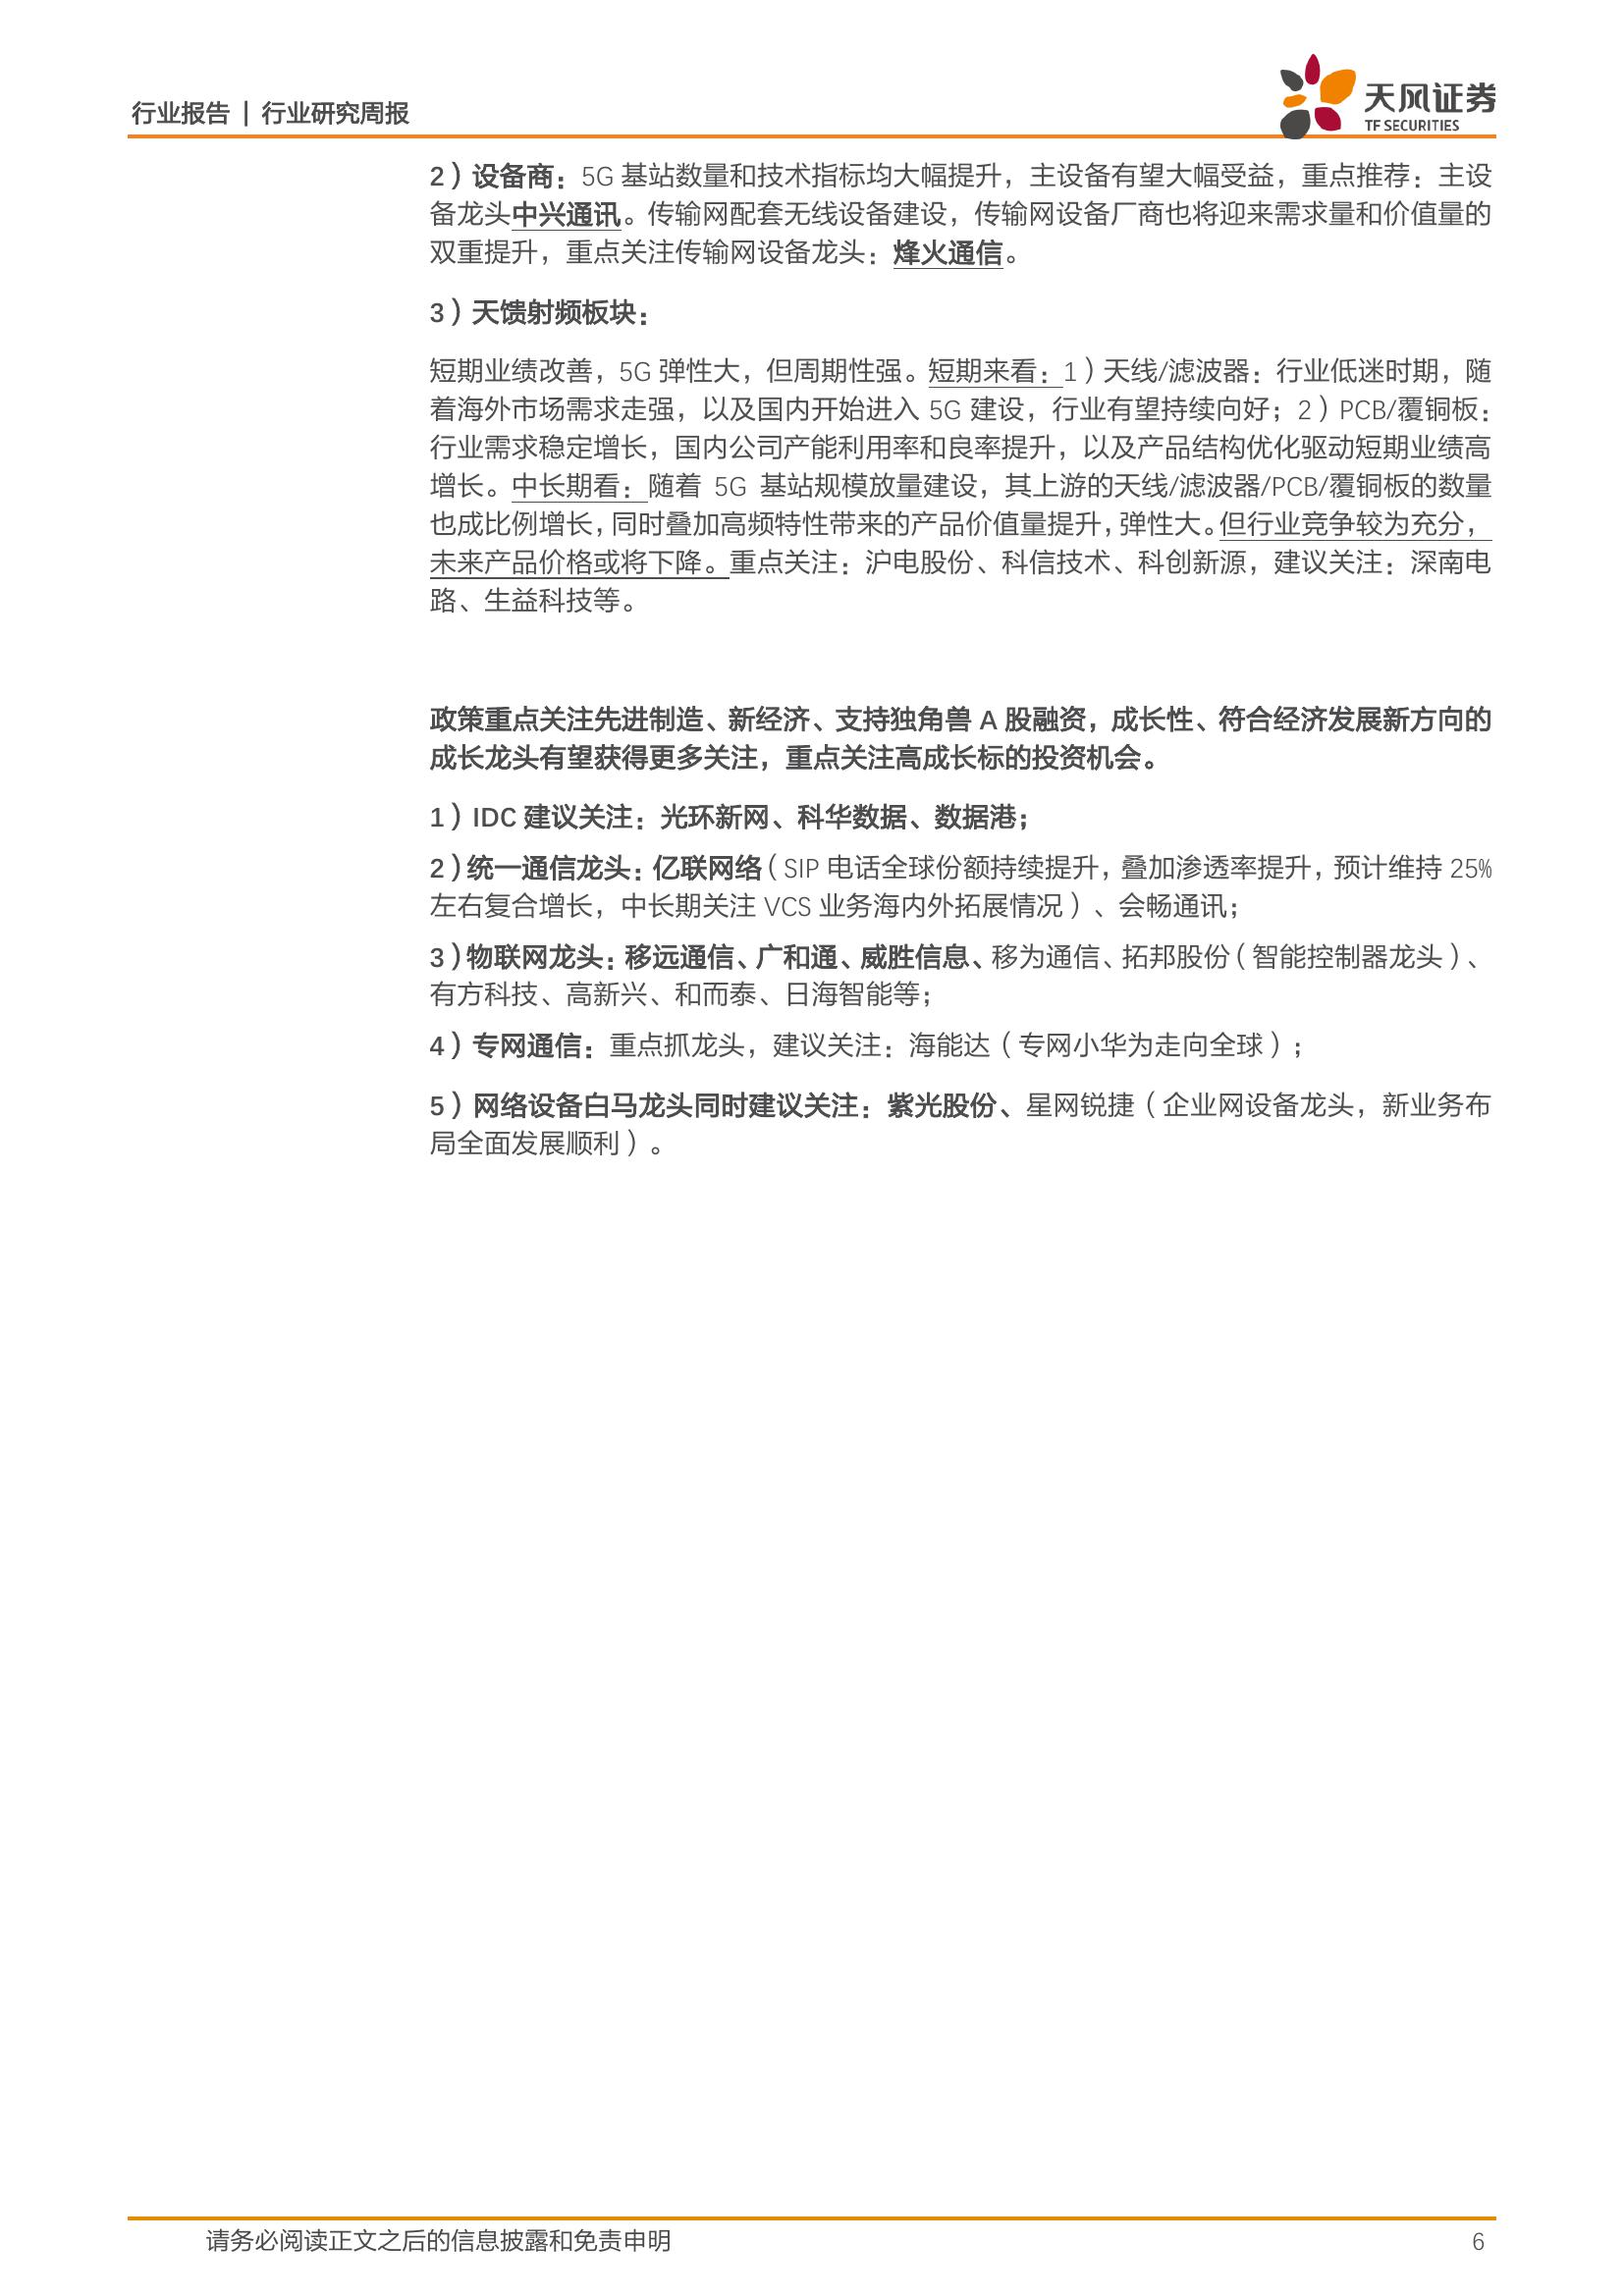 行业报告 | 行业研究周报
天风证券
TF SECURITIES
2）设备商：5G 基站数量和技术指标均大幅提升，主设备有望大幅受益，重点推荐：主设
备龙头中兴通讯。传输网配套无线设备建设，传输网设备厂商也将迎来需求量和价值量的
双重提升，重点关注传输网设备龙头：烽火通信。
3）天馈射频板块：
短期业绩改善，5G 弹性大，但周期性强。短期来看：1）天线/滤波器：行业低迷时期，随
着海外市场需求走强，以及国内开始进入 5G 建设，行业有望持续向好；2）PCB/覆铜板：
行业需求稳定增长，国内公司产能利用率和良率提升，以及产品结构优化驱动短期业绩高
增长。中长期看：随着 5G 基站规模放量建设，其上游的天线/滤波器/PCB/覆铜板的数量
也成比例增长，同时叠加高频特性带来的产品价值量提升，弹性大。但行业竞争较为充分，
未来产品价格或将下降。重点关注：沪电股份、科信技术、科创新源，建议关注：深南电
路、生益科技等。
政策重点关注先进制造、新经济、支持独角兽 A 股融资，成长性、符合经济发展新方向的
成长龙头有望获得更多关注，重点关注高成长标的投资机会。
1）IDC 建议关注：光环新网、科华数据、数据港；
2）统一通信龙头：亿联网络（SIP 电话全球份额持续提升，叠加渗透率提升，预计维持 25%
左右复合增长，中长期关注 VCS 业务海内外拓展情况）、会畅通讯；
3）物联网龙头：移远通信、广和通、威胜信息、移为通信、拓邦股份（智能控制器龙头）、
有方科技、高新兴、和而泰、日海智能等；
4）专网通信：重点抓龙头，建议关注：海能达（专网小华为走向全球）；
5）网络设备白马龙头同时建议关注：紫光股份、星网锐捷（企业网设备龙头，新业务布
局全面发展顺利）。
请务必阅读正文之后的信息披露和免责申明
6